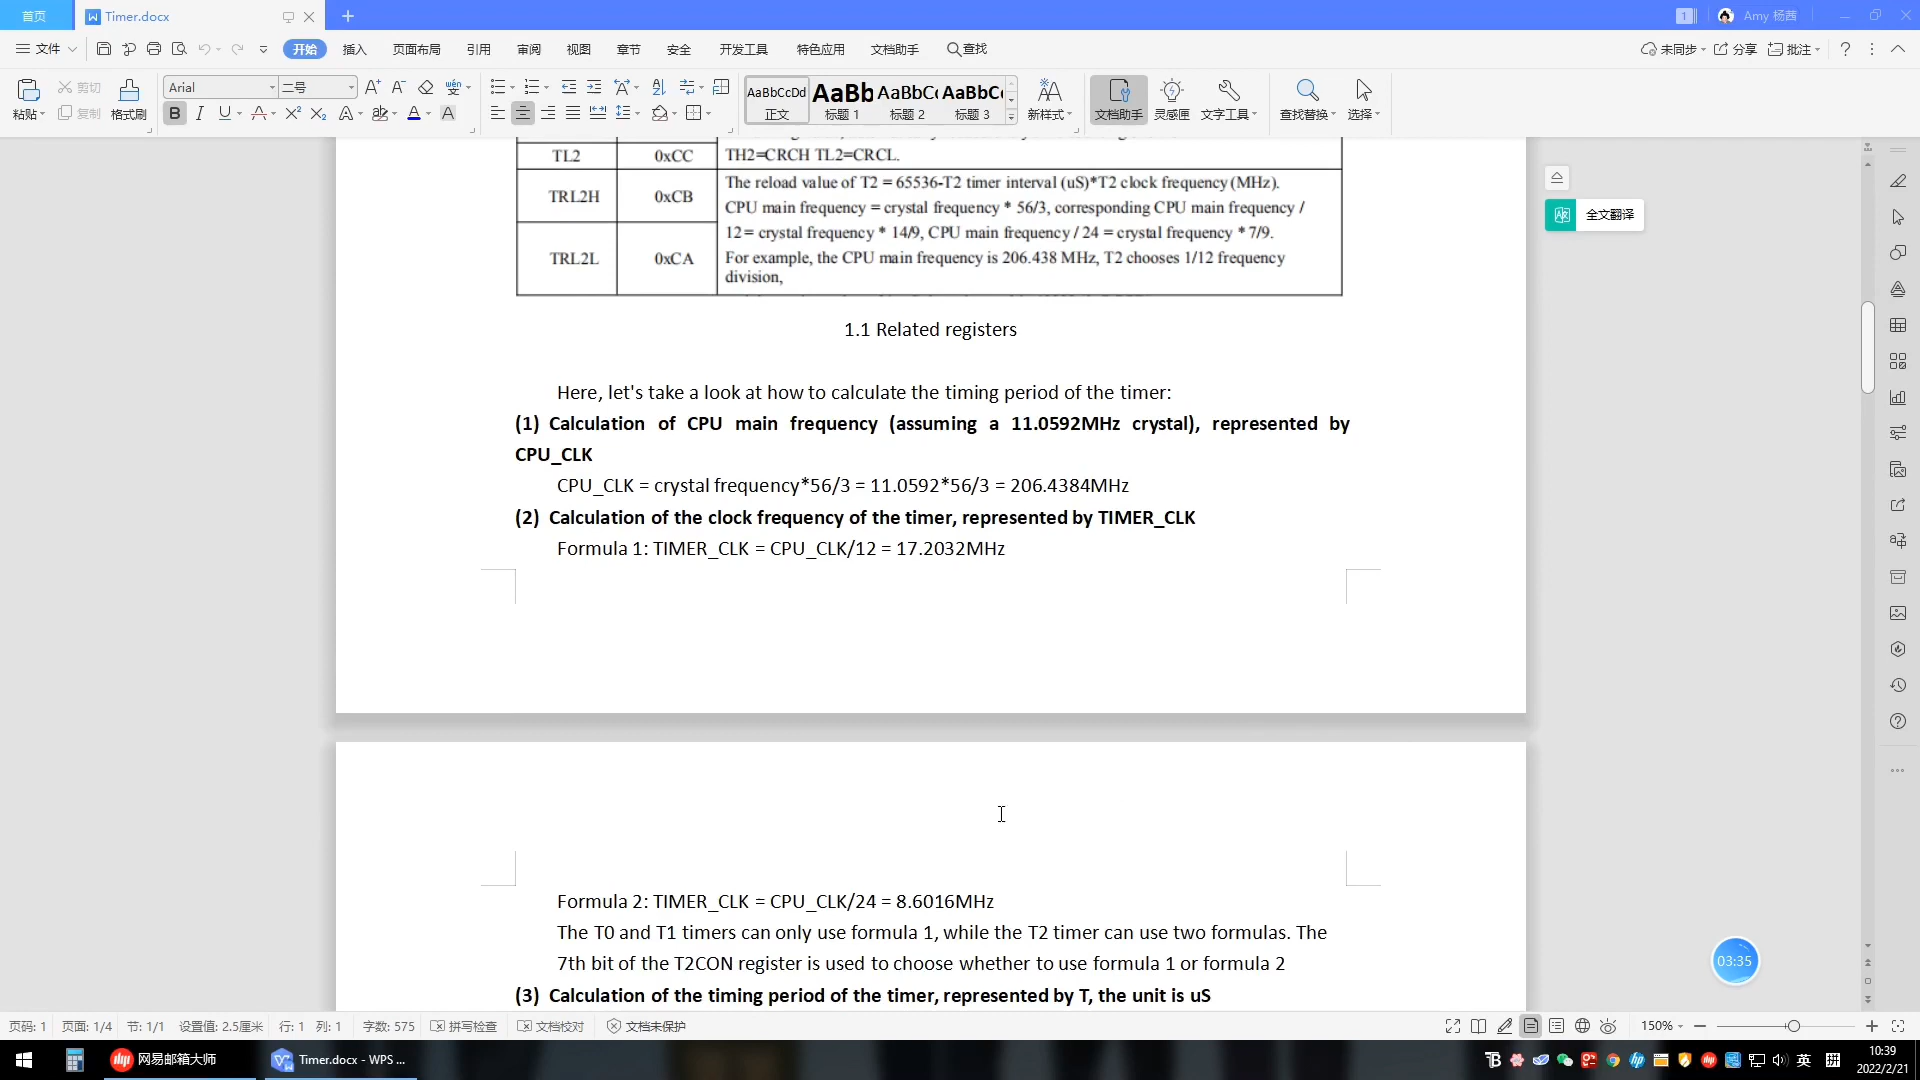 首页
Timer.docx
1
Amy 杨茜
文件
开始
插入
页面布局
引用
审阅
视图
章节
安全
开发工具
特色应用
文档助手
查找
未同步
分享
批注
粘贴
剪切
复制
格式刷
Arial
二号
AaBbCcDd
正文
AaBb
标题 1
AaBbC
标题 2
AaBbC
标题 3
新样式
文档助手
灵感匣
文字工具
查找替换
选择
TL2 0xCC TH2=CRCH TL2=CRCL.
TRL2H 0xCB
TRL2L 0xCA
The reload value of T2 = 65536-T2 timer interval (uS)*T2 clock frequency (MHz).
CPU main frequency = crystal frequency * 56/3, corresponding CPU main frequency /
12 = crystal frequency * 14/9, CPU main frequency / 24 = crystal frequency * 7/9.
For example, the CPU main frequency is 206.438 MHz, T2 chooses 1/12 frequency
division,
全文翻译
1.1 Related registers
Here, let's take a look at how to calculate the timing period of the timer:
(1) Calculation of CPU main frequency (assuming a 11.0592MHz crystal), represented by
CPU_CLK
CPU_CLK = crystal frequency*56/3 = 11.0592*56/3 = 206.4384MHz
(2) Calculation of the clock frequency of the timer, represented by TIMER_CLK
Formula 1: TIMER_CLK = CPU_CLK/12 = 17.2032MHz
Formula 2: TIMER_CLK = CPU_CLK/24 = 8.6016MHz
The T0 and T1 timers can only use formula 1, while the T2 timer can use two formulas. The
7th bit of the T2CON register is used to choose whether to use formula 1 or formula 2
(3) Calculation of the timing period of the timer, represented by T, the unit is uS
03:35
页码: 1 页面: 1/4 节: 1/1 设置值: 2.5厘米 行: 1 列: 1 字数: 575 拼写检查 文档校对 文档未保护
150%
网易邮箱大师
Timer.docx - WPS ...
英
拼
10:39
2022/2/21